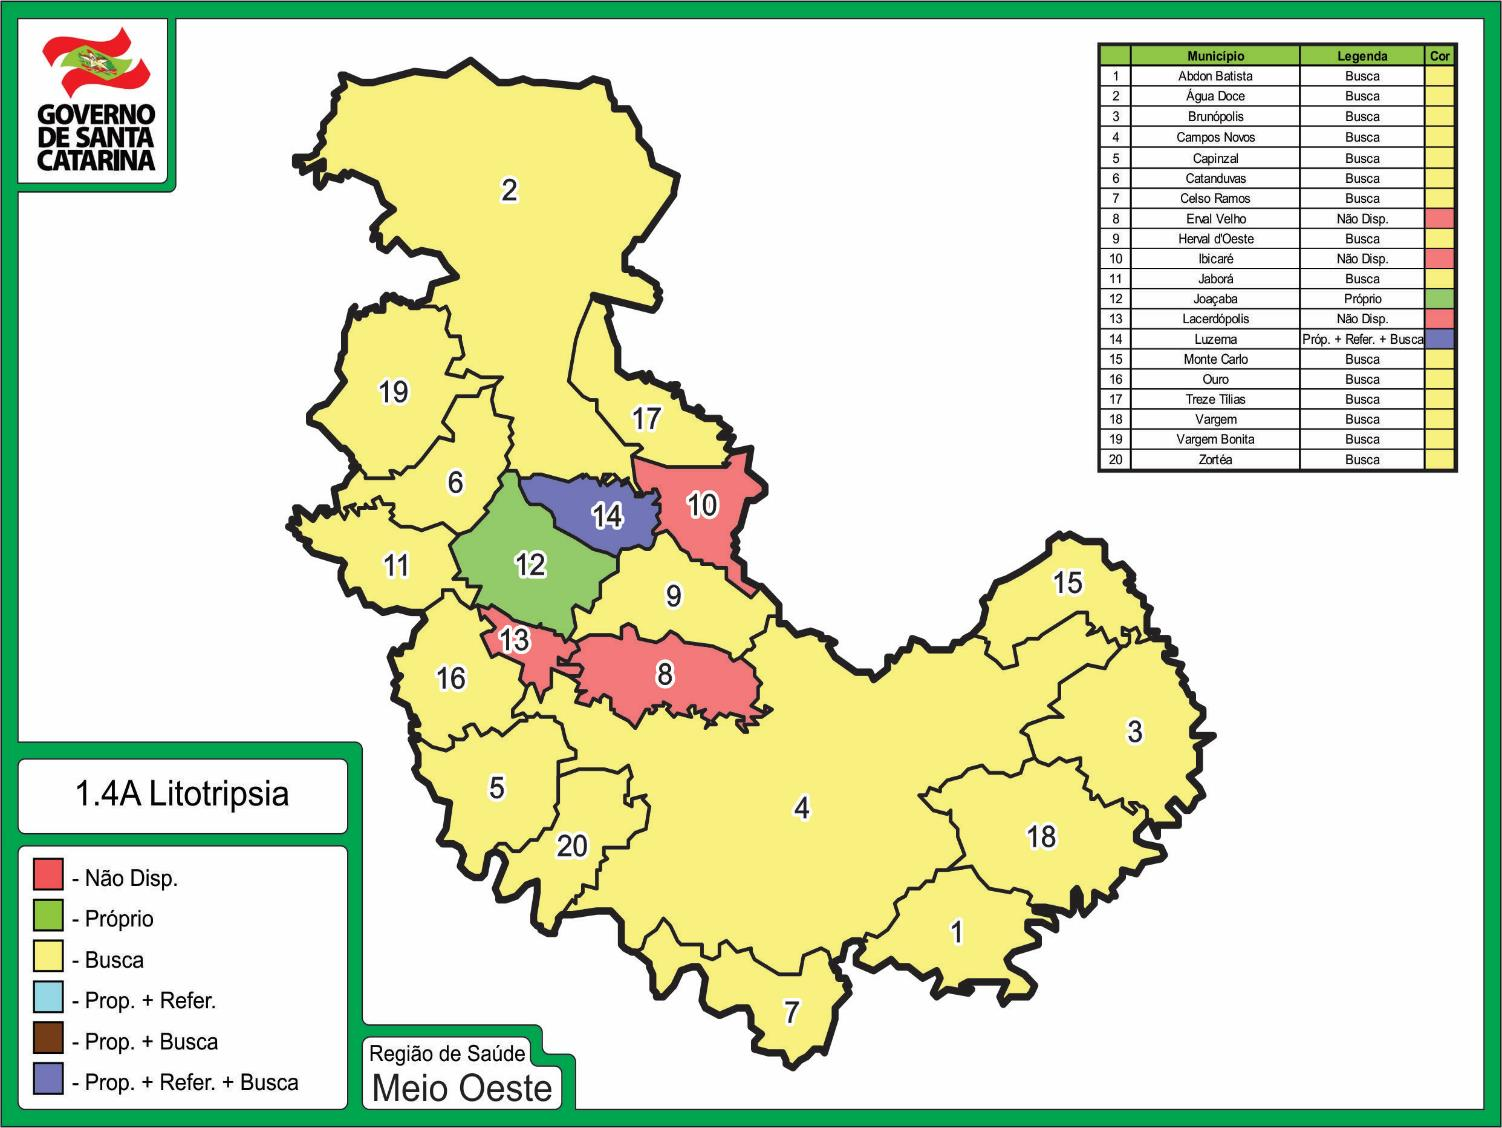 GOVERNO
DE SANTA
CATARINA
Município Legenda Cor
1 Abdon Batista Busca
2 Água Doce Busca
3 Brunópolis Busca
4 Campos Novos Busca
5 Capinzal Busca
6 Catanduvas Busca
7 Celso Ramos Busca
8 Erval Velho Não Disp.
9 Herval d'Oeste Busca
10 Ibicaré Não Disp.
11 Jaborá Busca
12 Joaçaba Próprio
13 Lacerdópolis Não Disp.
14 Luzerna Próp. + Refer. + Busca
15 Monte Carlo Busca
16 Ouro Busca
17 Treze Tílias Busca
18 Vargem Busca
19 Vargem Bonita Busca
20 Zortéa Busca
2
19
17
6
10
14
12
11
9
15
13
8
16
3
5
4
18
20
1
7
1.4A Litotripsia
- Não Disp.
- Próprio
- Busca
- Prop. + Refer.
- Prop. + Busca
- Prop. + Refer. + Busca
Região de Saúde
Meio Oeste